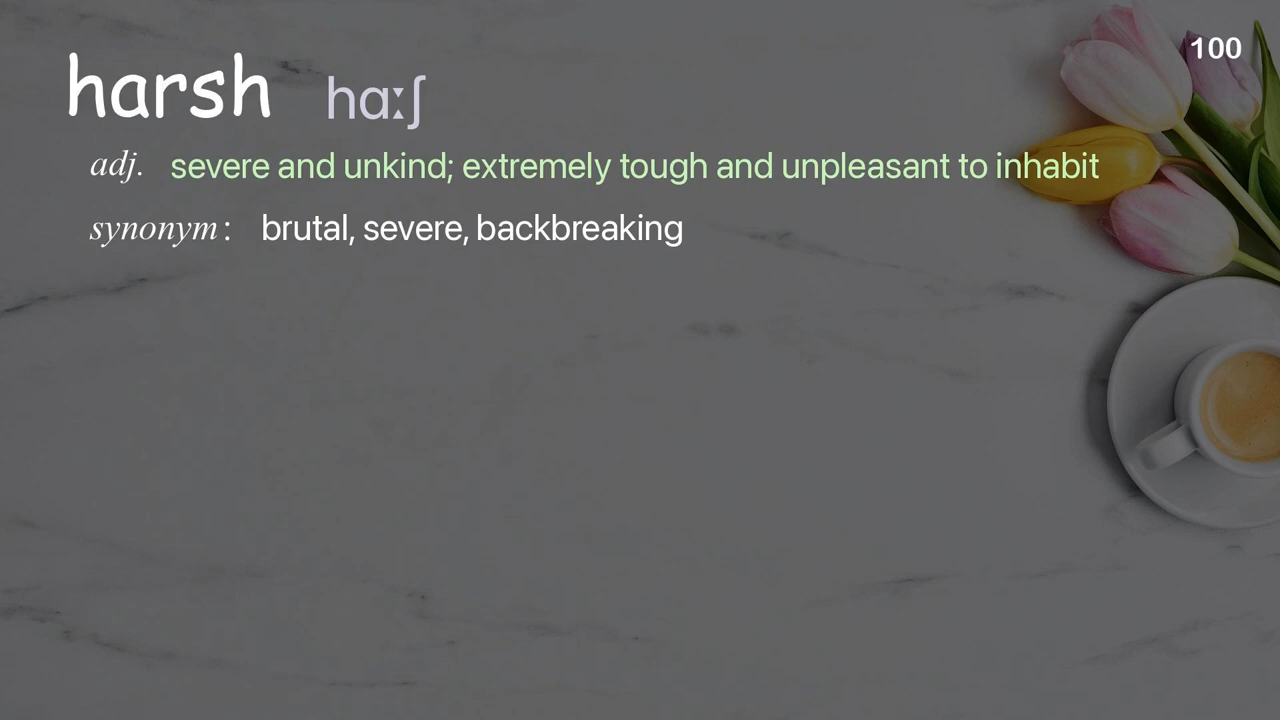 100
harsh hɑːʃ
adj. severe and unkind; extremely tough and unpleasant to inhabit
synonym: brutal, severe, backbreaking